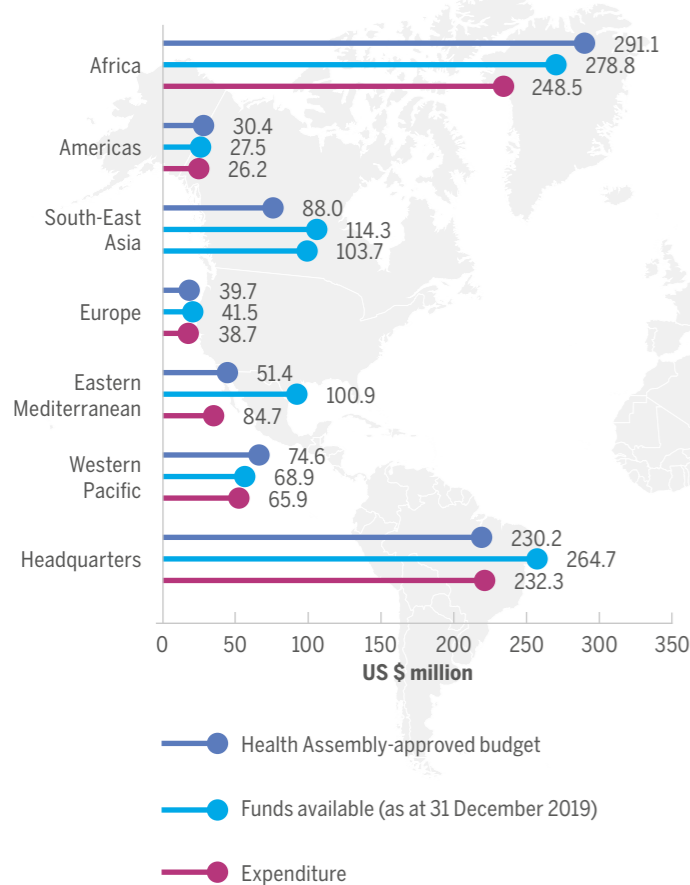 Africa
291.1
278.8
248.5
Americas
30.4
27.5
26.2
South-East
Asia
88.0
114.3
103.7
Europe
39.7
41.5
38.7
Eastern
Mediterranean
51.4
100.9
84.7
Western
Pacific
74.6
68.9
65.9
Headquarters
230.2
264.7
232.3
0 50 100 150 200 250 300 350
US $ million
Health Assembly-approved budget
Funds available (as at 31 December 2019)
Expenditure